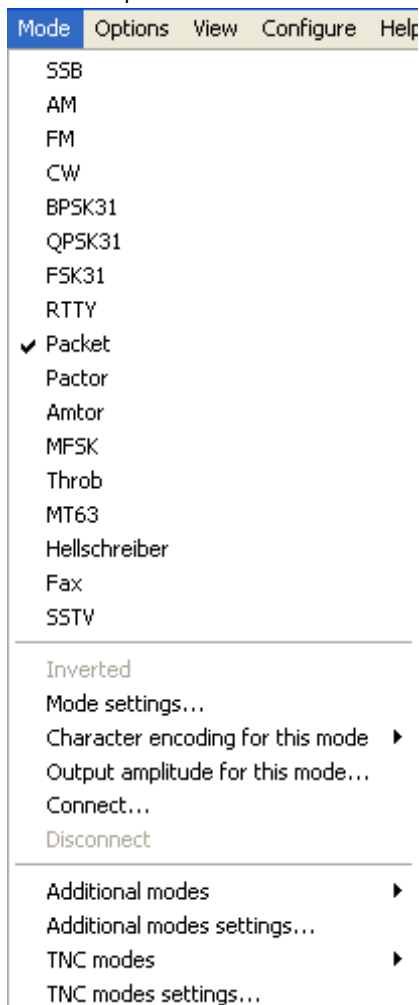 Mode Options View Configure Help
SSB
AM
FM
CW
BPSK31
QPSK31
FSK31
RTTY
Packet
Pactor
Amtor
MFSK
Throb
MT63
Hellschreiber
Fax
SSTV
Inverted
Mode settings...
Character encoding for this mode
Output amplitude for this mode...
Connect...
Disconnect
Additional modes
Additional modes settings...
TNC modes
TNC modes settings...